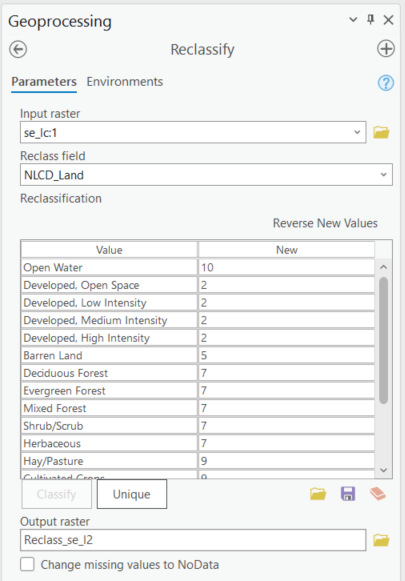 Geoprocessing
Reclassify
Parameters Environments
Input raster
se_lc:1
Reclass field
NLCD_Land
Reclassification
Reverse New Values
Value New
Open Water 10
Developed, Open Space 2
Developed, Low Intensity 2
Developed, Medium Intensity 2
Developed, High Intensity 2
Barren Land 5
Deciduous Forest 7
Evergreen Forest 7
Mixed Forest 7
Shrub/Scrub 7
Herbaceous 7
Hay/Pasture 9
Cultivated Crops 9
Classify Unique
Output raster
Reclass_se_l2
Change missing values to NoData